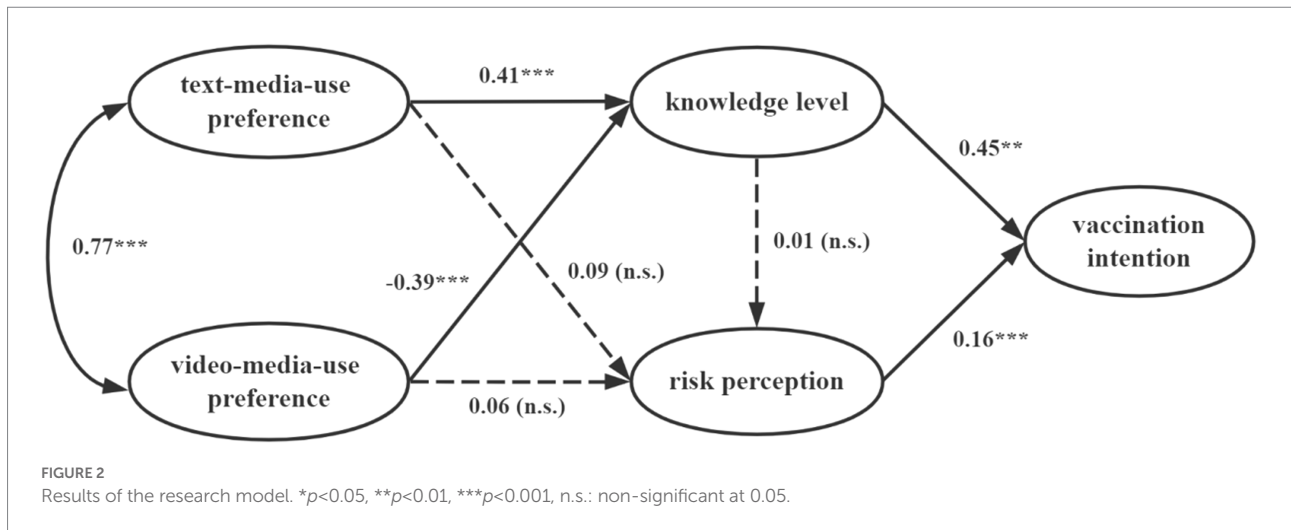 text-media-use
preference
0.41***
knowledge level
0.45**
0.77***
0.01 (n.s.)
vaccination
intention
-0.39***
0.09 (n.s.)
video-media-use
preference
0.06 (n.s.)
risk perception
0.16***
FIGURE 2
Results of the research model. *p<0.05, **p<0.01, ***p<0.001, n.s.: non-significant at 0.05.